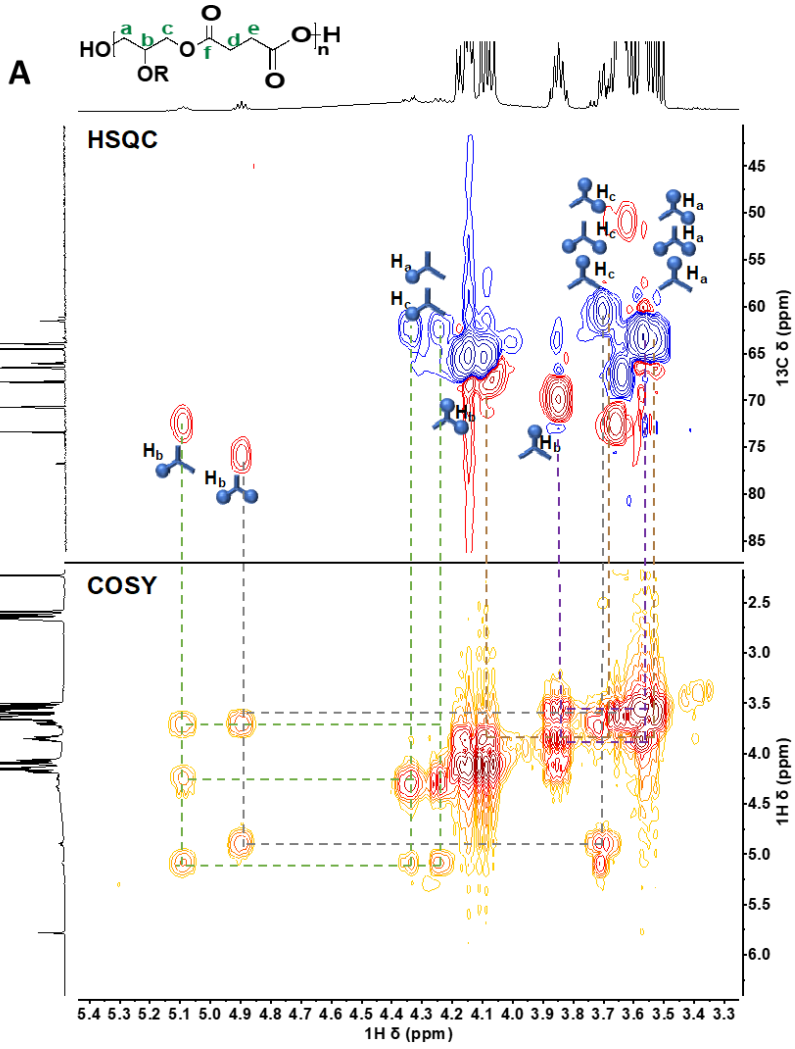 A
a
b
c
HO
O
O
f
d
e
O
O
H
n
OR
HSQC
Ha
Hc
Hc
Hc
Hc
Ha
Ha
Ha
Hb
Hb
Hb
Hb
45
50
55
60
65
70
75
80
85
13C δ (ppm)
COSY
2.5
3.0
3.5
4.0
4.5
5.0
5.5
6.0
1H δ (ppm)
5.4 5.3 5.2 5.1 5.0 4.9 4.8 4.7 4.6 4.5 4.4 4.3 4.2 4.1 4.0 3.9 3.8 3.7 3.6 3.5 3.4 3.3
1H δ (ppm)